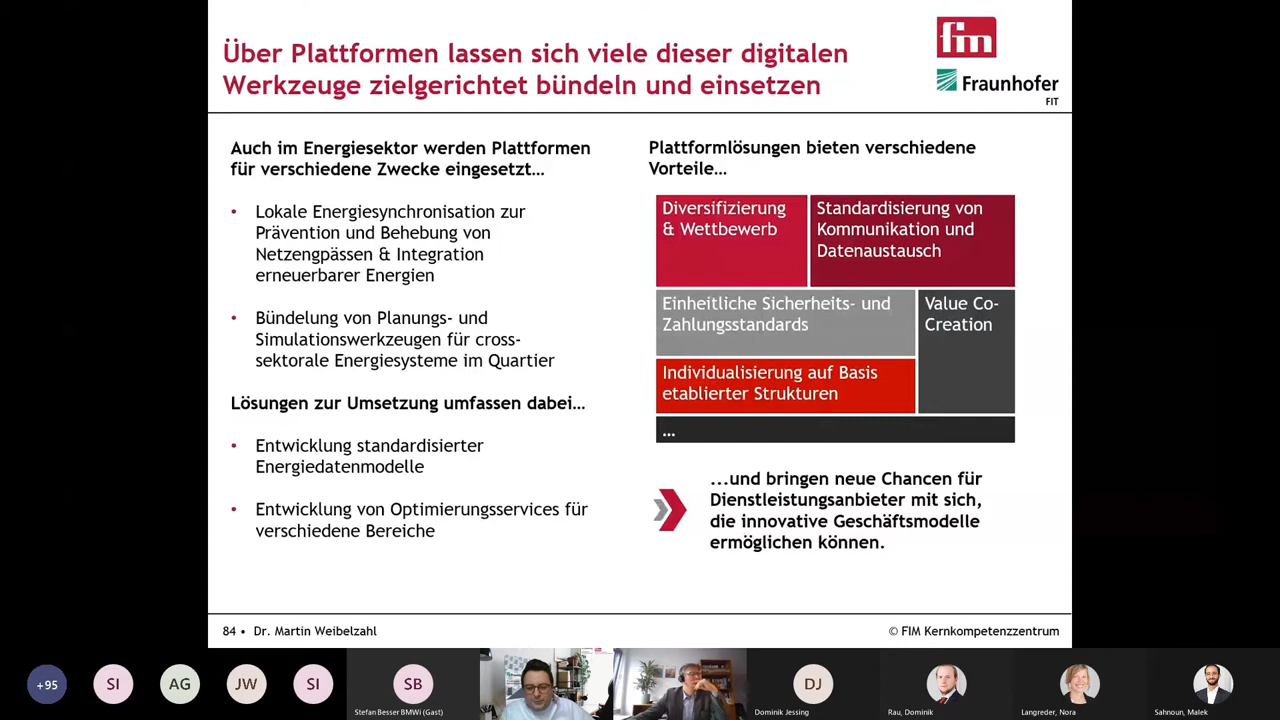 Über Plattformen lassen sich viele dieser digitalen
Werkzeuge zielgerichtet bündeln und einsetzen
fim
Fraunhofer
FIT
Auch im Energiesektor werden Plattformen
für verschiedene Zwecke eingesetzt…
• Lokale Energiesynchronisation zur
Prävention und Behebung von
Netzengpässen & Integration
erneuerbarer Energien
• Bündelung von Planungs- und
Simulationswerkzeugen für cross-
sektorale Energiesysteme im Quartier
Lösungen zur Umsetzung umfassen dabei…
• Entwicklung standardisierter
Energiedatenmodelle
• Entwicklung von Optimierungsservices für
verschiedene Bereiche
Plattformlösungen bieten verschiedene
Vorteile…
Diversifizierung
& Wettbewerb
Standardisierung von
Kommunikation und
Datenaustausch
Einheitliche Sicherheits- und
Zahlungsstandards
Value Co-
Creation
Individualisierung auf Basis
etablierter Strukturen
…
...und bringen neue Chancen für
Dienstleistungsanbieter mit sich,
die innovative Geschäftsmodelle
ermöglichen können.
84 • Dr. Martin Weibelzahl
© FIM Kernkompetenzzentrum
+95
SI
AG
JW
SI
SB
Stefan Besser BMWi (Gast)
DJ
Dominik Jessing
Rau, Dominik
Langreder, Nora
Sahnoun, Malek